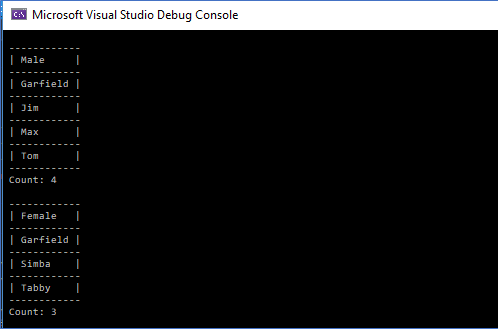 Microsoft Visual Studio Debug Console
------------
| Male     |
------------
| Garfield |
------------
| Jim      |
------------
| Max      |
------------
| Tom      |
------------
Count: 4

------------
| Female   |
------------
| Garfield |
------------
| Simba    |
------------
| Tabby    |
------------
Count: 3